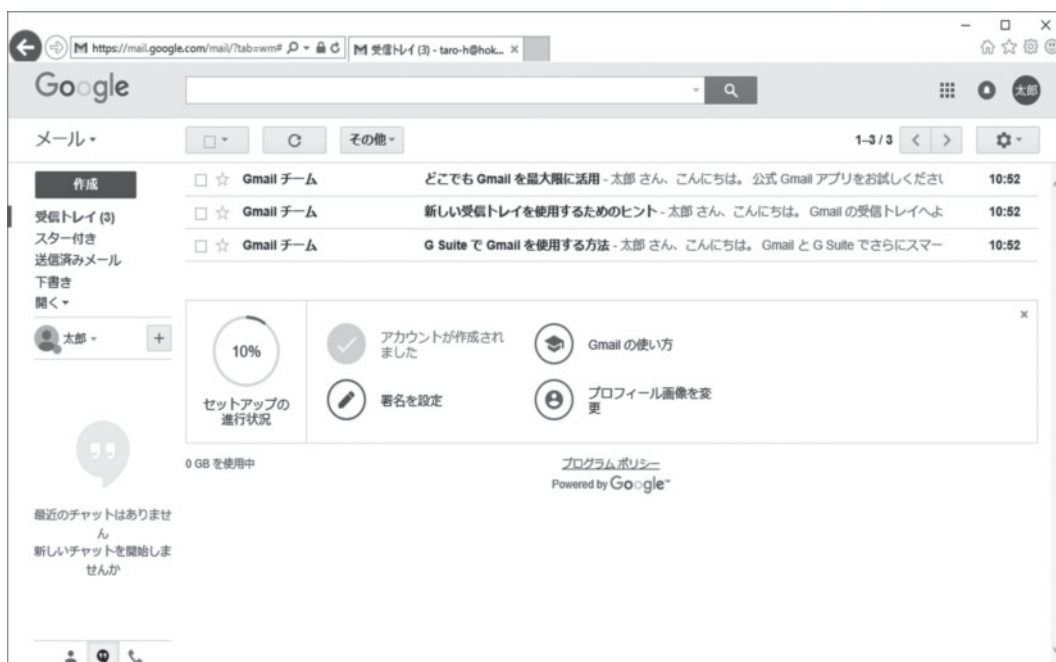 https://mail.google.com/mail/?tab=wm#
受信トレイ (3) - taro-h@hok...
Google
太郎
メール
その他
1–3 / 3
作成
受信トレイ (3)
スター付き
送信済みメール
下書き
開く
太郎
Gmail チーム どこでも Gmail を最大限に活用 - 太郎 さん、こんにちは。 公式 Gmail アプリをお試しください 10:52
Gmail チーム 新しい受信トレイを使用するためのヒント - 太郎 さん、こんにちは。 Gmail の受信トレイへよ 10:52
Gmail チーム G Suite で Gmail を使用する方法 - 太郎 さん、こんにちは。 Gmail と G Suite でさらにスマー 10:52
10%
セットアップの
進行状況
アカウントが作成され
ました
Gmail の使い方
署名を設定
プロフィール画像を変
更
0 GB を使用中
プログラム ポリシー
Powered by Google™
最近のチャットはありませ
ん
新しいチャットを開始しま
せんか